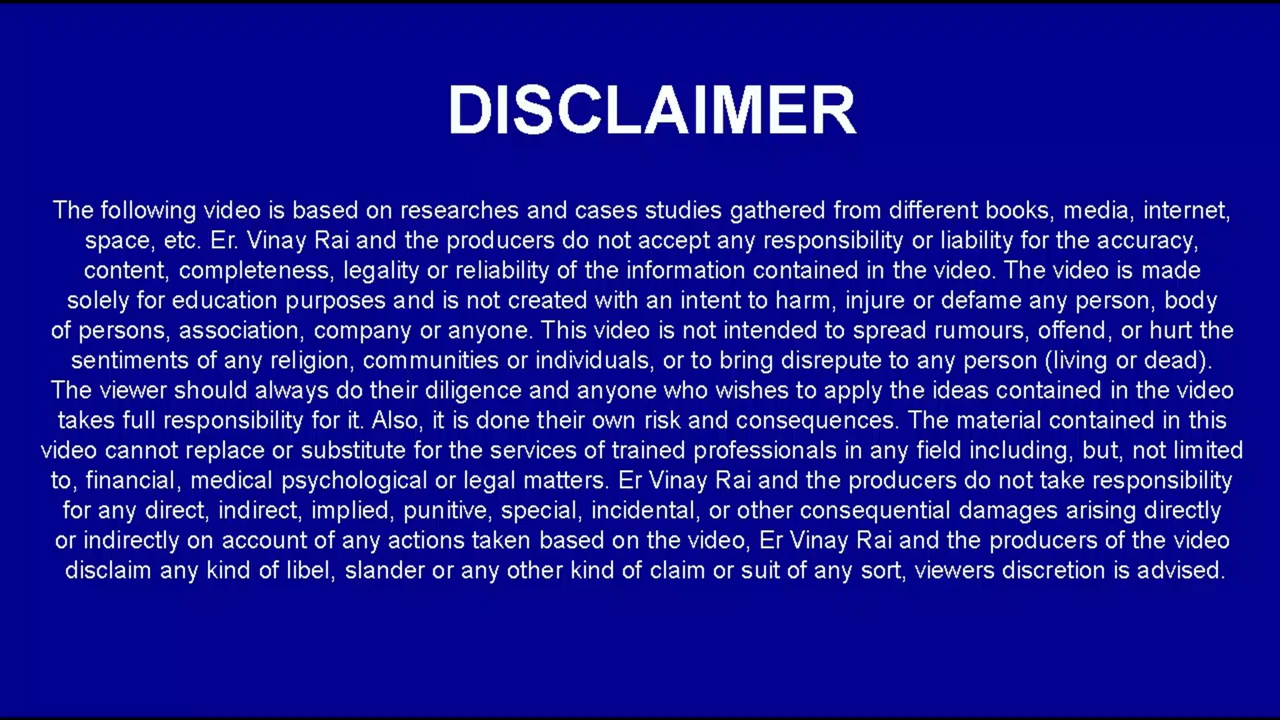 DISCLAIMER
The following video is based on researches and cases studies gathered from different books, media, internet,
space, etc. Er. Vinay Rai and the producers do not accept any responsibility or liability for the accuracy,
content, completeness, legality or reliability of the information contained in the video. The video is made
solely for education purposes and is not created with an intent to harm, injure or defame any person, body
of persons, association, company or anyone. This video is not intended to spread rumours, offend, or hurt the
sentiments of any religion, communities or individuals, or to bring disrepute to any person (living or dead).
The viewer should always do their diligence and anyone who wishes to apply the ideas contained in the video
takes full responsibility for it. Also, it is done their own risk and consequences. The material contained in this
video cannot replace or substitute for the services of trained professionals in any field including, but, not limited
to, financial, medical psychological or legal matters. Er Vinay Rai and the producers do not take responsibility
for any direct, indirect, implied, punitive, special, incidental, or other consequential damages arising directly
or indirectly on account of any actions taken based on the video, Er Vinay Rai and the producers of the video
disclaim any kind of libel, slander or any other kind of claim or suit of any sort, viewers discretion is advised.